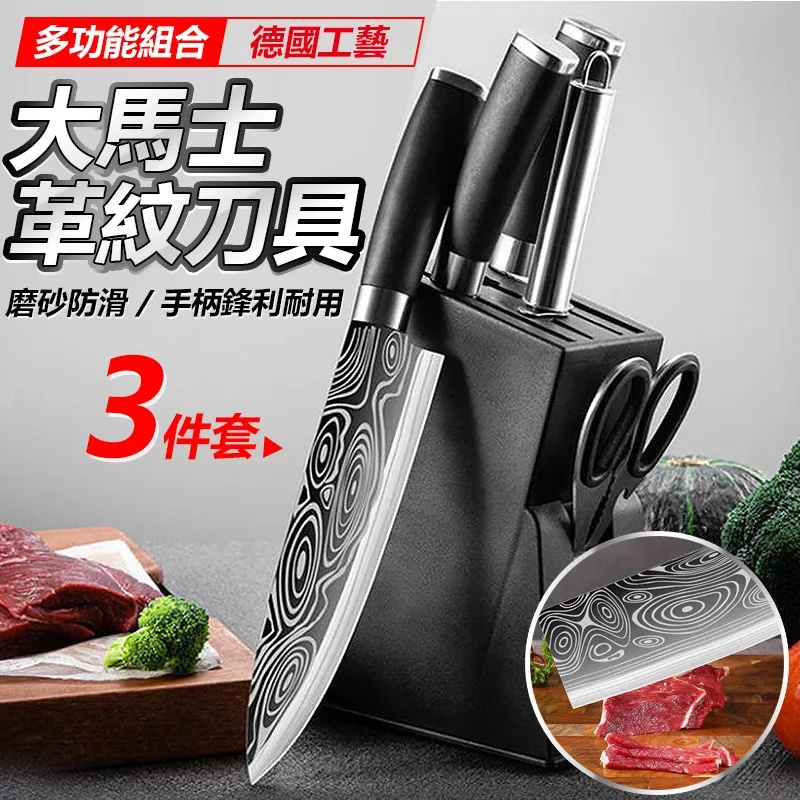 多功能組合
德國工藝
大馬士
革紋刀具
磨砂防滑 / 手柄鋒利耐用
3件套